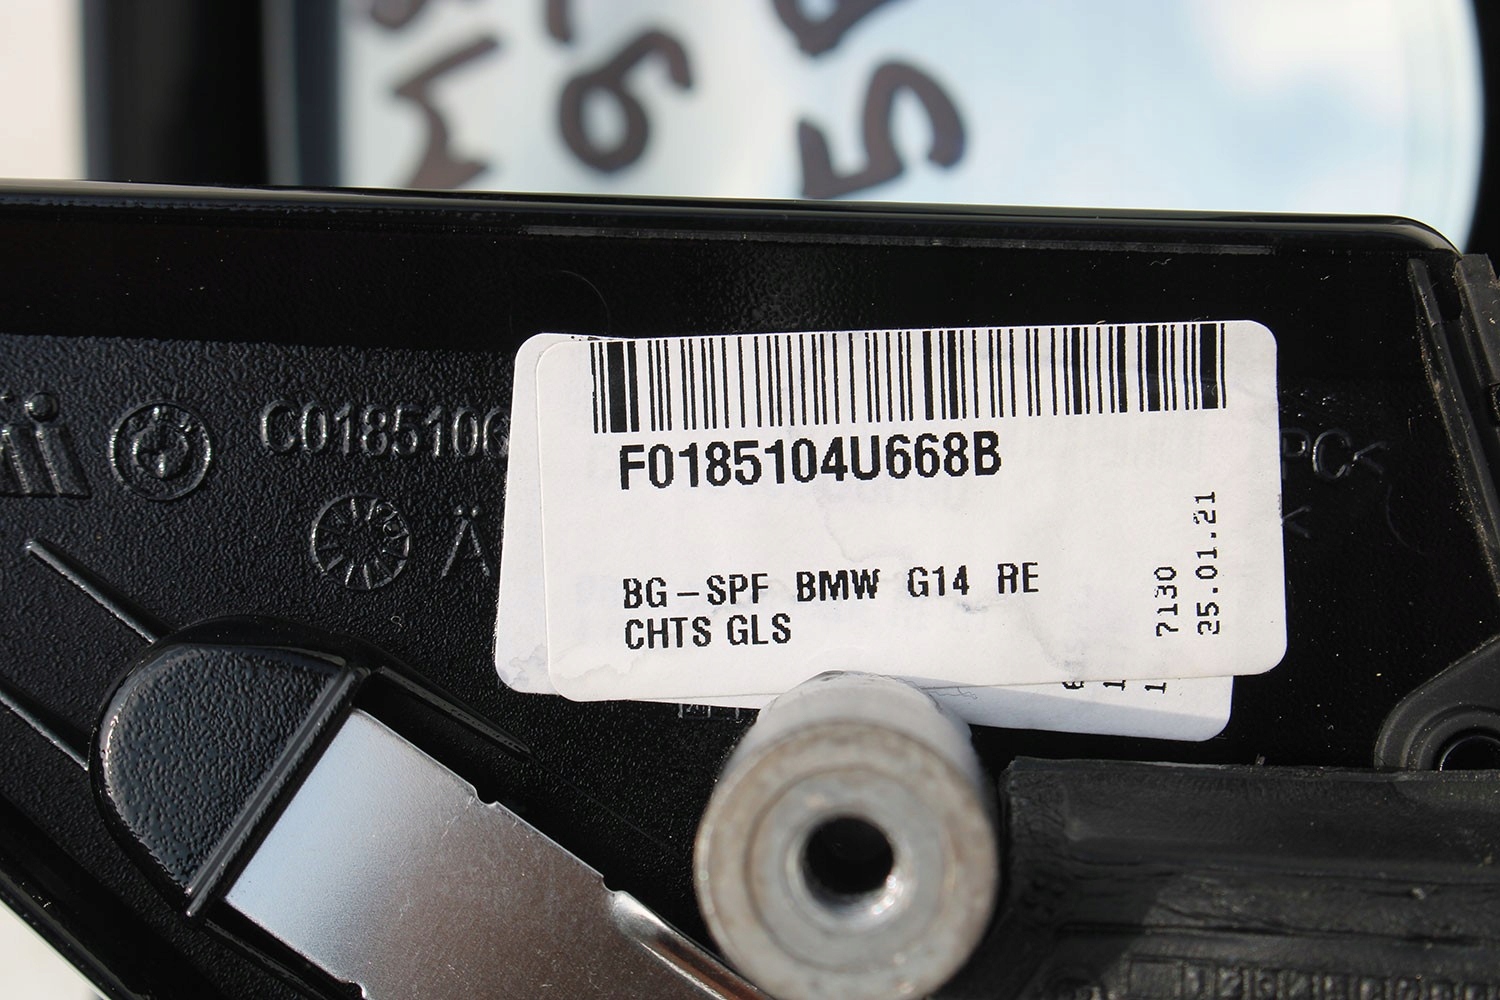 F0185104U668B
BG-SPF BMW G14 RE
CHTS GLS
7130
25.01.21
C018510
Ä